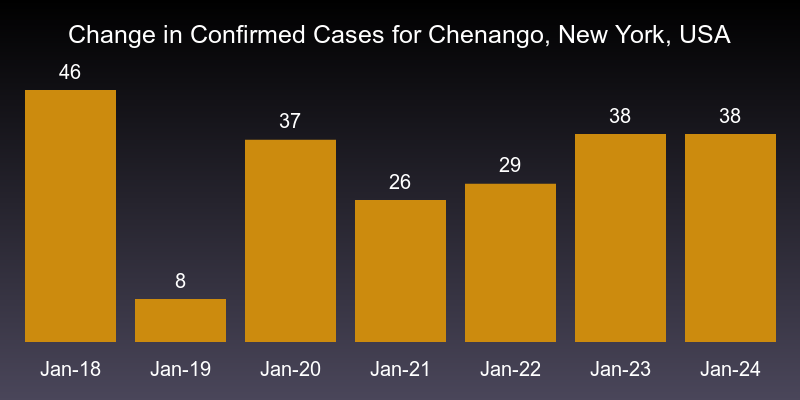 Change in Confirmed Cases for Chenango, New York, USA
46
8
37
26
29
38
38
Jan-18
Jan-19
Jan-20
Jan-21
Jan-22
Jan-23
Jan-24